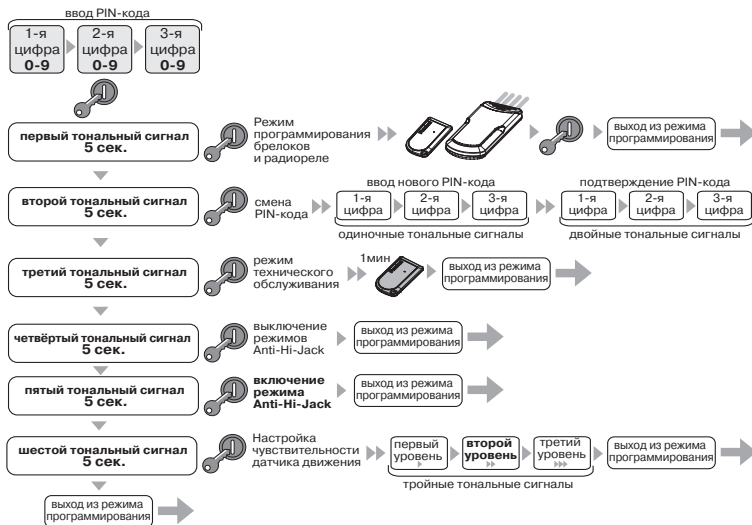 ввод PIN-кода
1-я
цифра
0-9
2-я
цифра
0-9
3-я
цифра
0-9
первый тональный сигнал
5 сек.
Режим
программирования
брелоков
и радиореле
выход из режима
программирования
второй тональный сигнал
5 сек.
смена
PIN-кода
ввод нового PIN-кода
1-я
цифра
2-я
цифра
3-я
цифра
одиночные тональные сигналы
подтверждение PIN-кода
1-я
цифра
2-я
цифра
3-я
цифра
двойные тональные сигналы
третий тональный сигнал
5 сек.
режим
технического
обслуживания
1мин
выход из режима
программирования
четвёртый тональный сигнал
5 сек.
выключение
режимов
Anti-Hi-Jack
выход из режима
программирования
пятый тональный сигнал
5 сек.
включение
режима
Anti-Hi-Jack
выход из режима
программирования
шестой тональный сигнал
5 сек.
Настройка
чувствительности
датчика движения
первый
уровень
второй
уровень
третий
уровень
тройные тональные сигналы
выход из режима
программирования
выход из режима
программирования